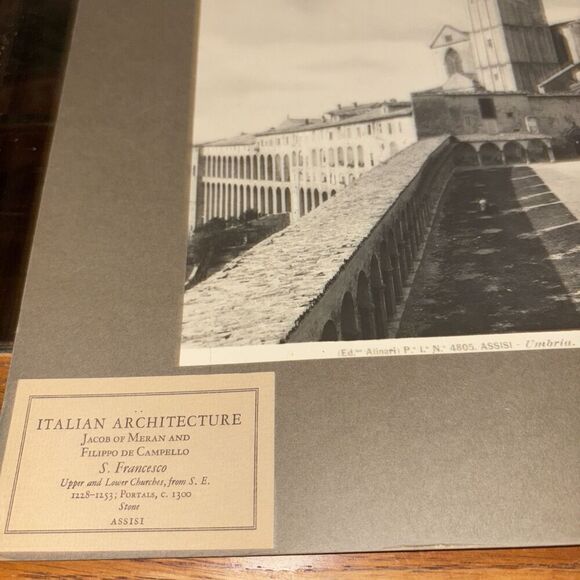 (Ed.ni Alinari) P.e I.a N.o 4805. ASSISI - Umbria.
ITALIAN ARCHITECTURE
JACOB OF MERAN AND
FILIPPO DE CAMPELLO
S. Francesco
Upper and Lower Churches, from S. E.
1228–1253; PORTALS, C. 1300
Stone
ASSISI